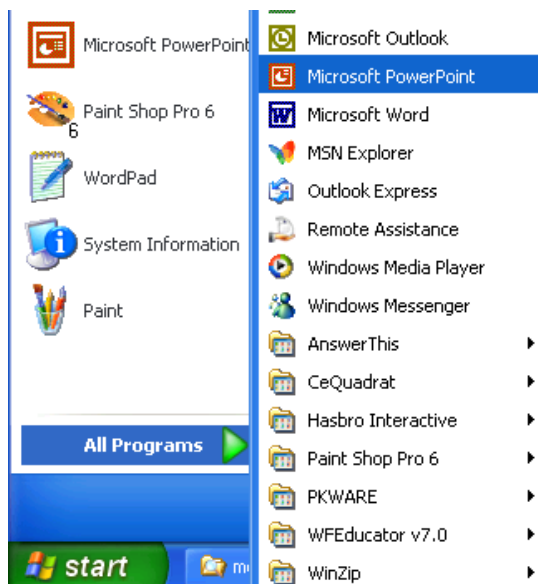 Microsoft PowerPoint
Paint Shop Pro 6
6
WordPad
System Information
Paint
All Programs
start
Microsoft Outlook
Microsoft PowerPoint
Microsoft Word
MSN Explorer
Outlook Express
Remote Assistance
Windows Media Player
Windows Messenger
AnswerThis
CeQuadrat
Hasbro Interactive
Paint Shop Pro 6
PKWARE
WFEducator v7.0
WinZip